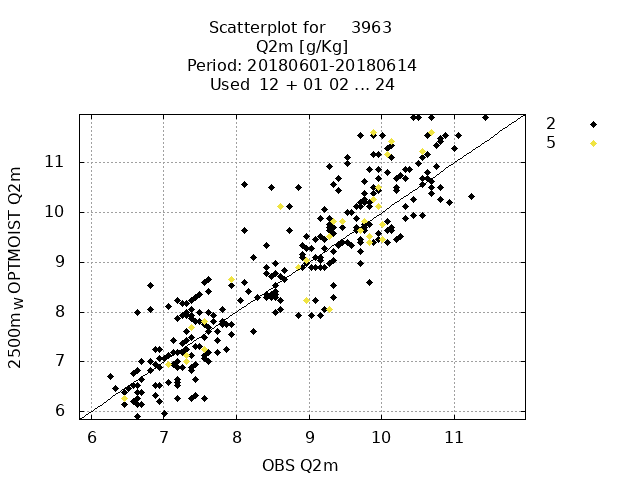 Scatterplot for 3963
Q2m [g/Kg]
Period: 20180601-20180614
Used 12 + 01 02 ... 24
2
5
2500m_W OPTMOIST Q2m
11
10
9
8
7
6
6 7 8 9 10 11
OBS Q2m